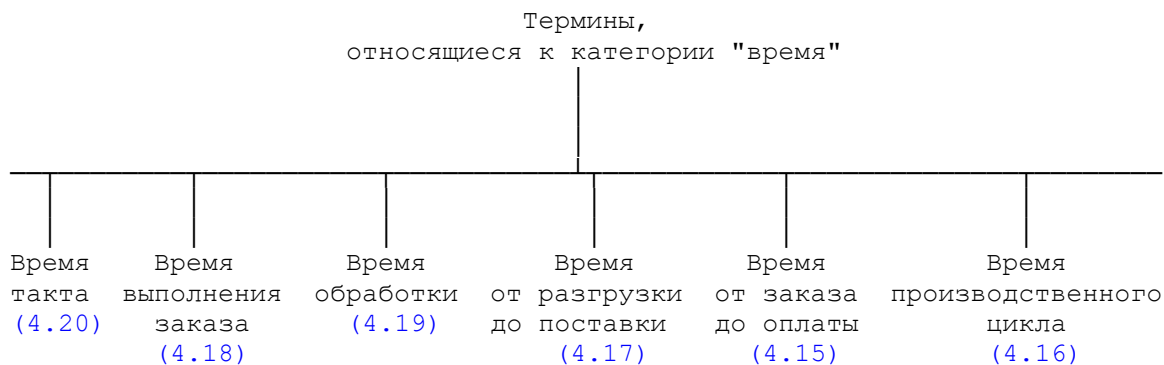 Термины,
относящиеся к категории "время"
Время Время Время Время Время Время
такта выполнения обработки от разгрузки от заказа производственного
(4.20) заказа (4.19) до поставки до оплаты цикла
(4.18) (4.17) (4.15) (4.16)